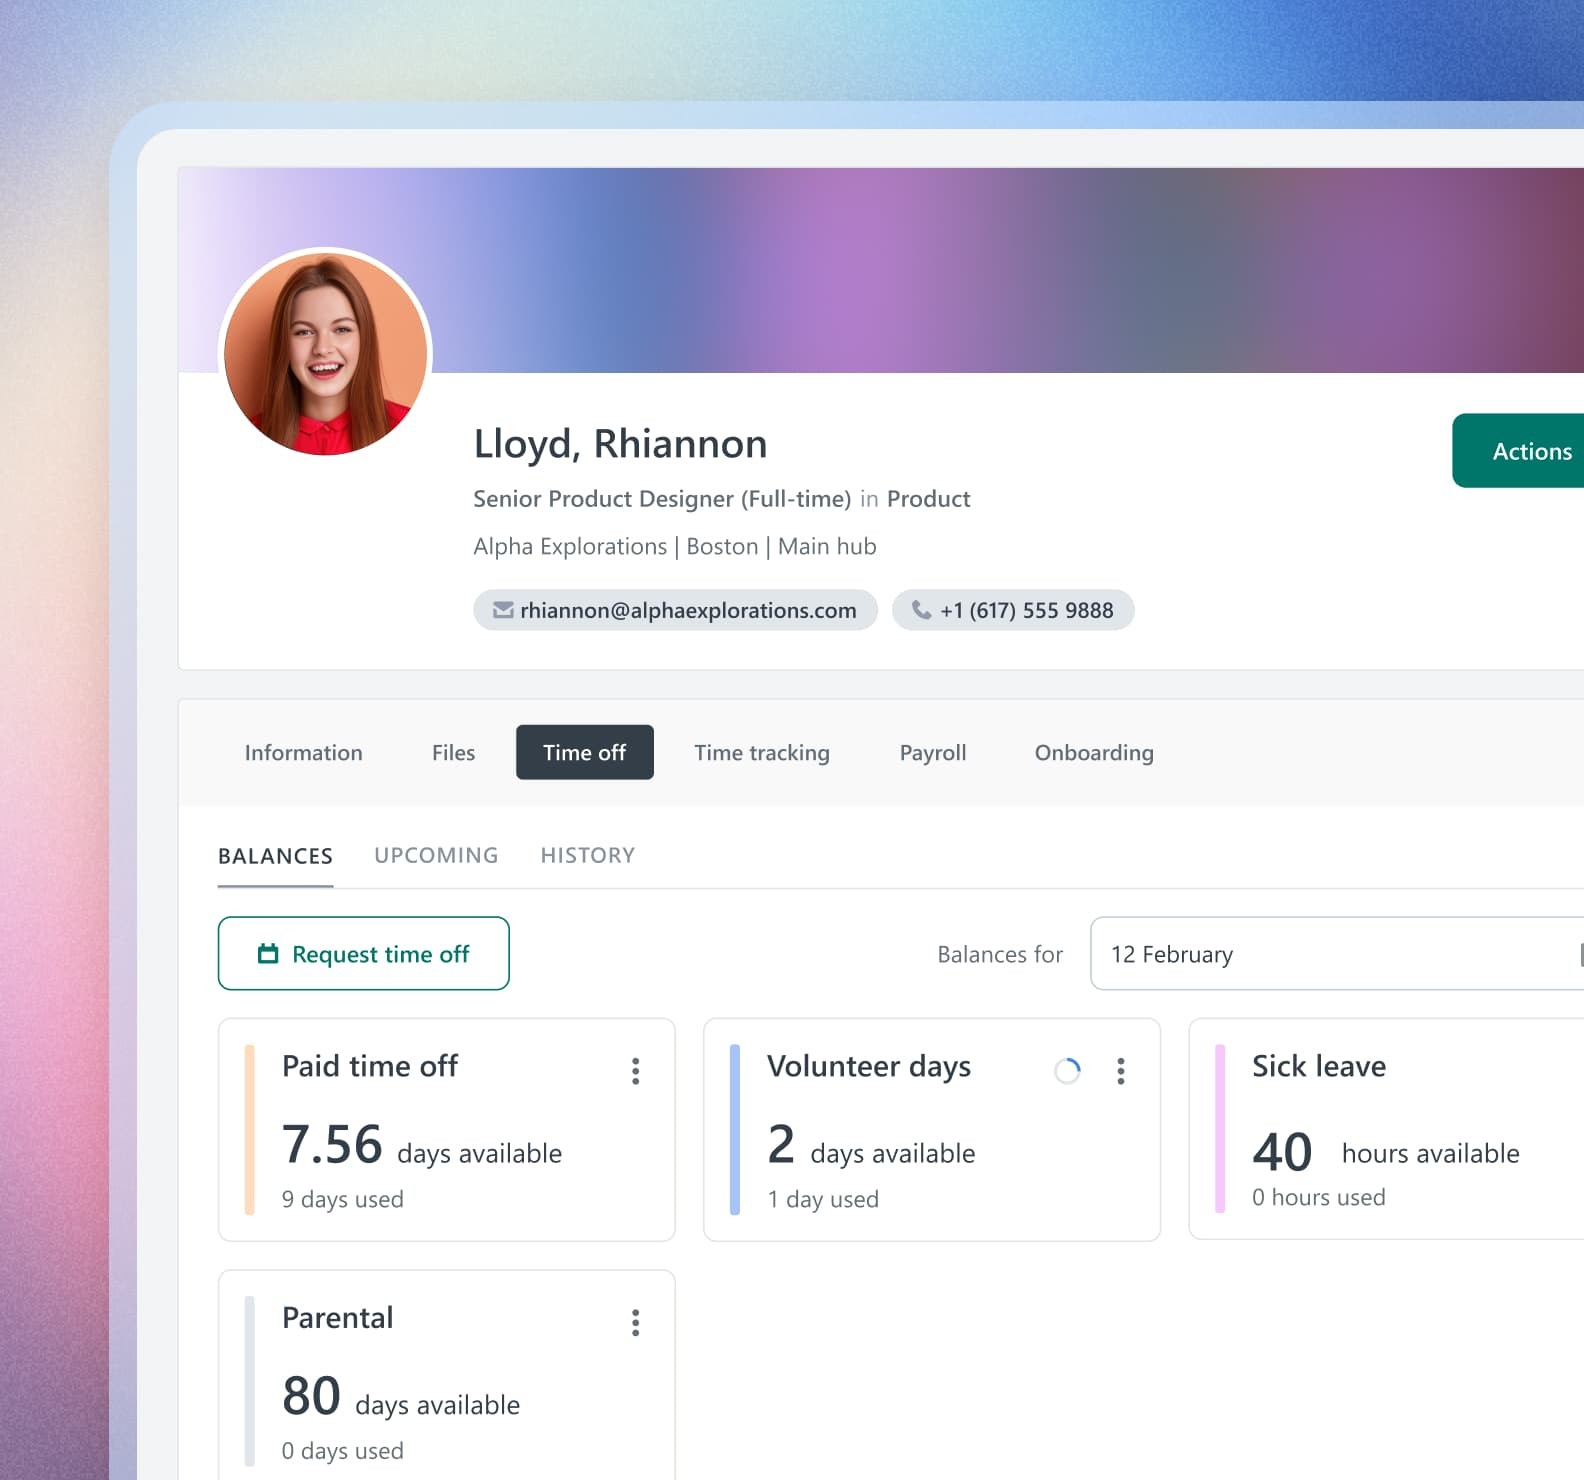 Lloyd, Rhiannon
Actions
Senior Product Designer (Full-time) in Product
Alpha Explorations | Boston | Main hub
rhiannon@alphaexplorations.com
+1 (617) 555 9888
Information
Files
Time off
Time tracking
Payroll
Onboarding
BALANCES
UPCOMING
HISTORY
Request time off
Balances for
12 February
Paid time off
7.56 days available
9 days used
Volunteer days
2 days available
1 day used
Sick leave
40 hours available
0 hours used
Parental
80 days available
0 days used